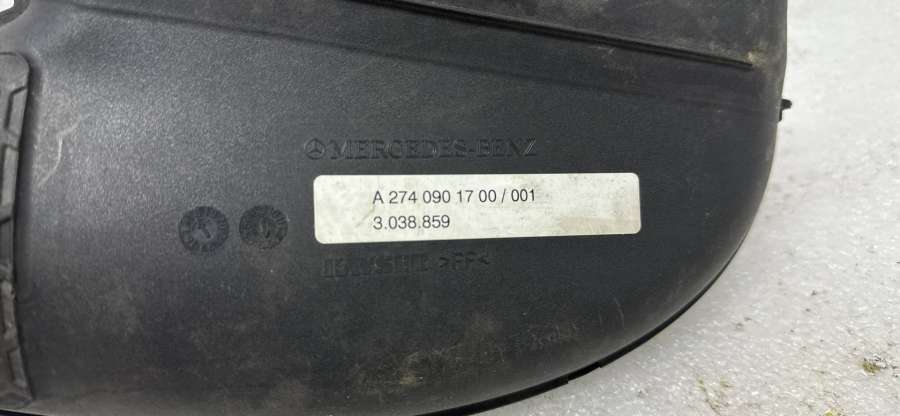 MERCEDES-BENZ
A 274 090 17 00 / 001
3.038.859
>PP<